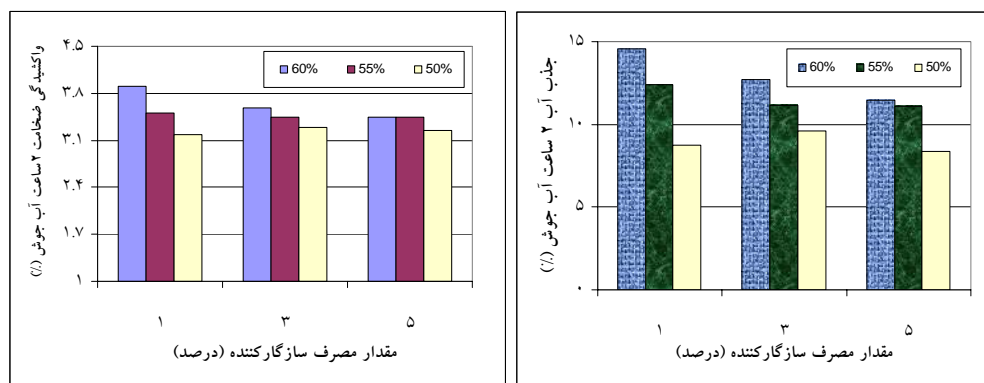 واکشیدگی ضخامت ۲ ساعت آب جوش (٪)
۴.۵
۳.۸
۳.۱
۲.۴
۱.۷
۱
60% 55% 50%
۱ ۳ ۵
مقدار مصرف سازگارکننده (درصد)
جذب آب ۲ ساعت آب جوش (٪)
۱۵
۱۰
۵
۰
60% 55% 50%
۱ ۳ ۵
مقدار مصرف سازگارکننده (درصد)